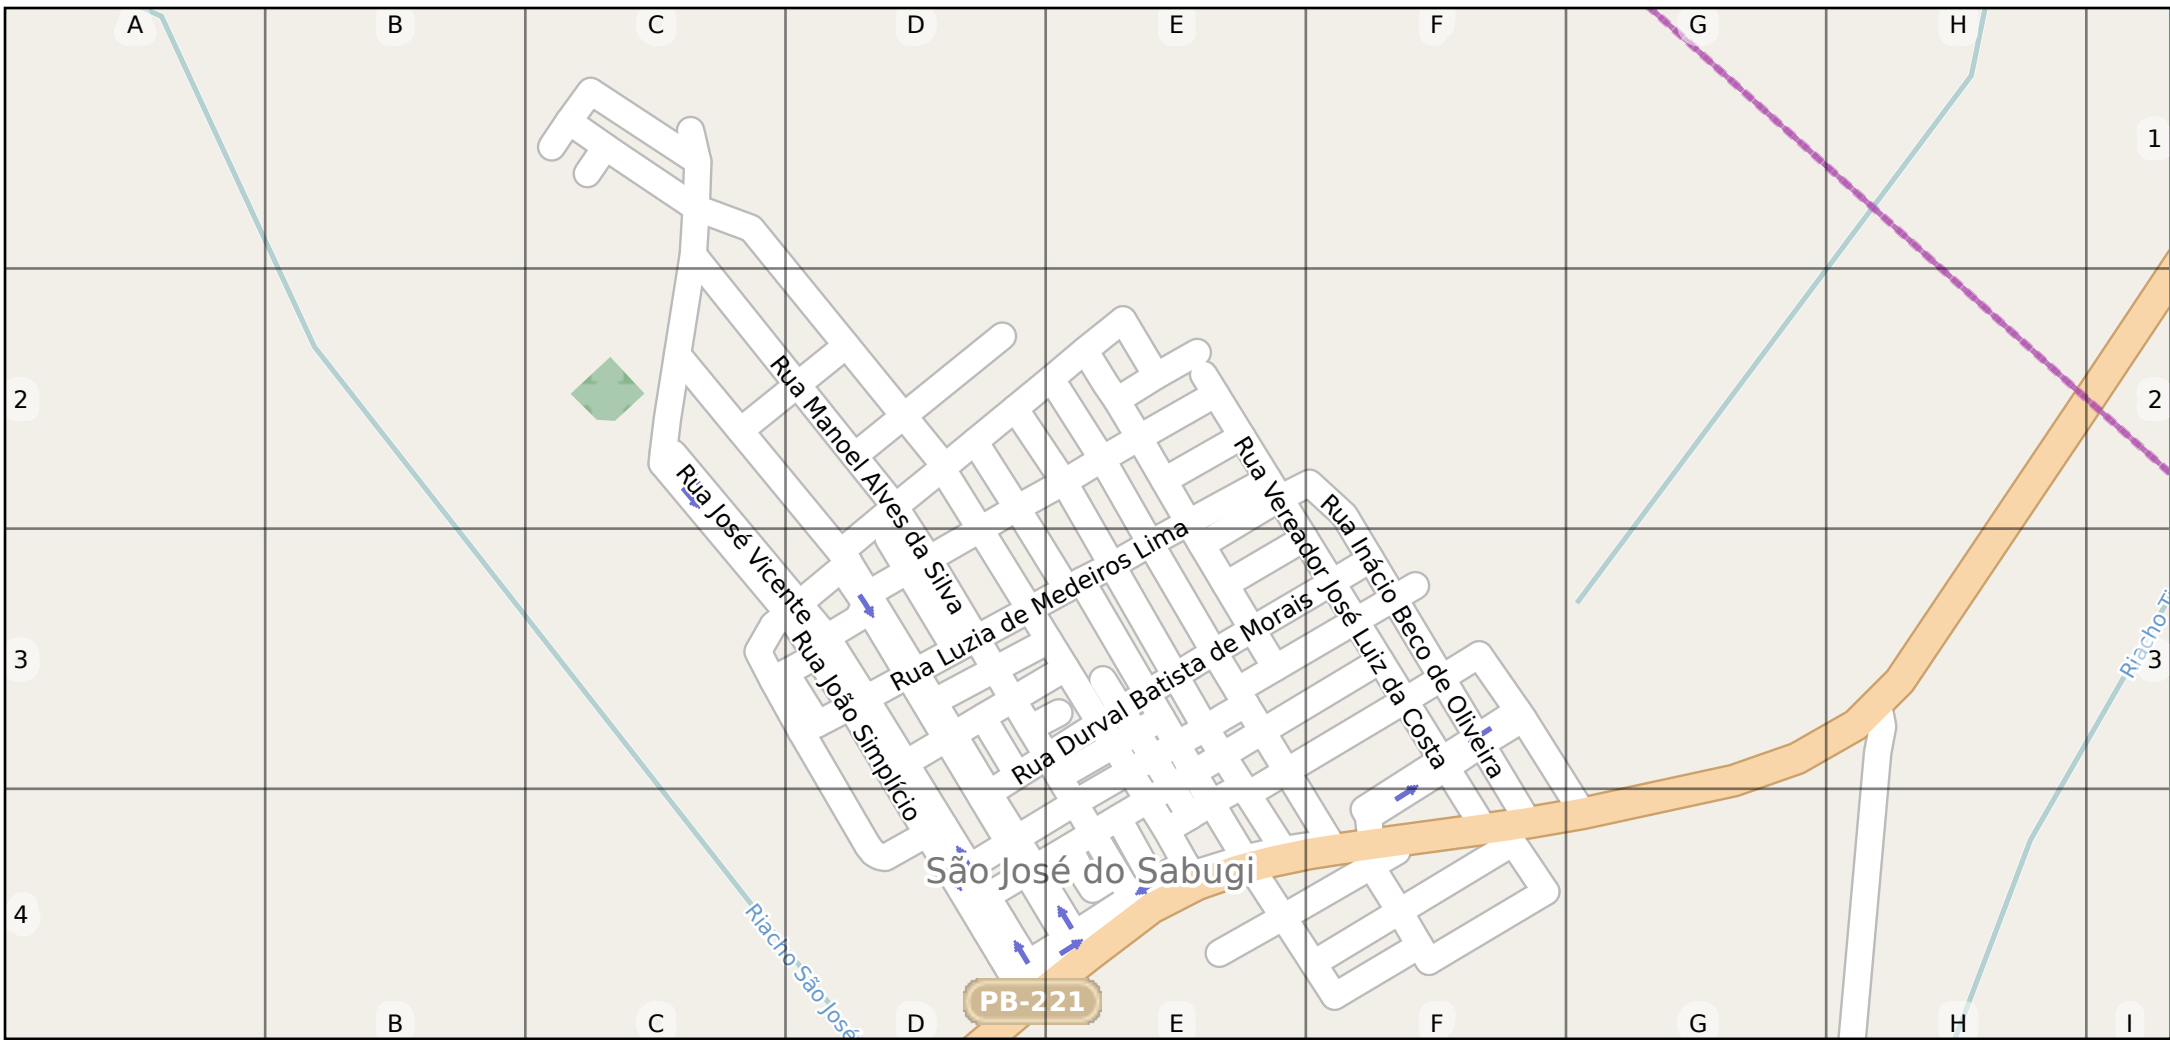 A B C D E F G H
1
2 2
3 3
4
Rua Manoel Alves da Silva
Rua José Vicente
Rua João Simplício
Rua Luzia de Medeiros Lima
Rua Durval Batista de Morais
Rua Vereador José Luiz da Costa
Rua Inácio Beco de Oliveira
São José do Sabugi
PB-221
Riacho São José
B C D E F G H I